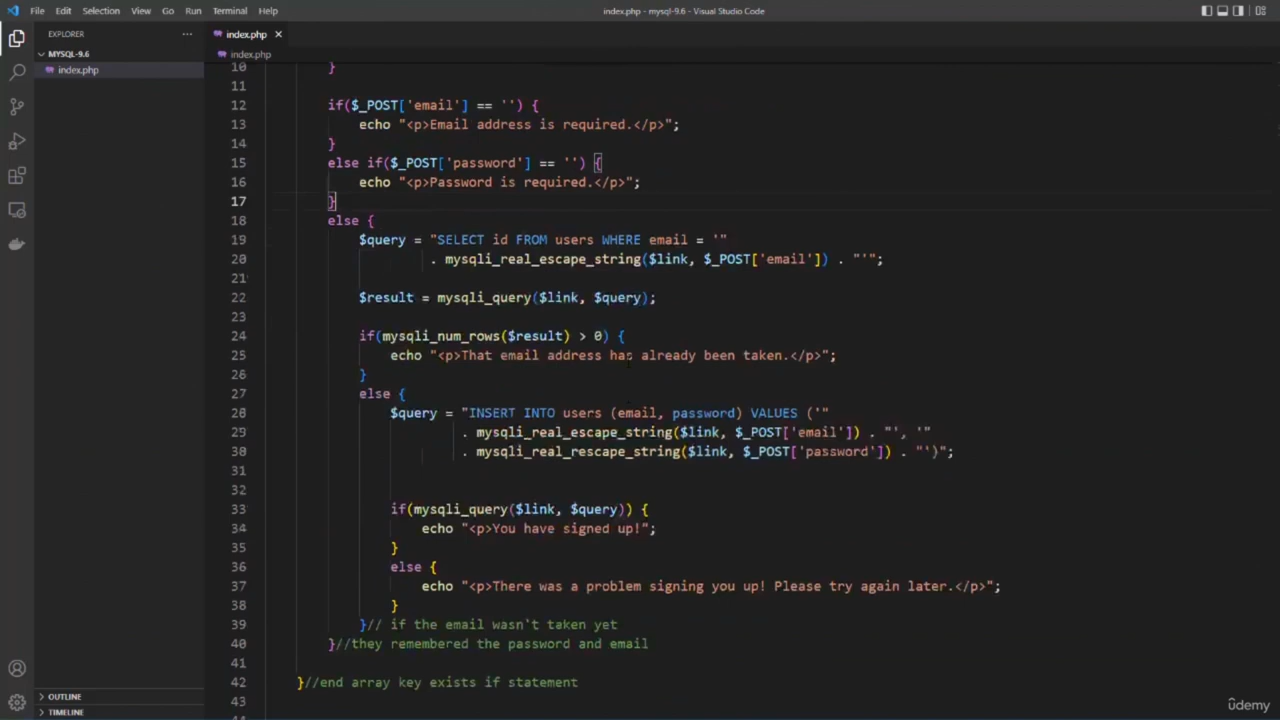 File Edit Selection View Go Run Terminal Help
index.php - mysql-9.6 - Visual Studio Code
EXPLORER
MYSQL-9.6
index.php
OUTLINE
TIMELINE
index.php
index.php
10 }
11
12 if($_POST['email'] == '') {
13 echo "<p>Email address is required.</p>";
14 }
15 else if($_POST['password'] == '') {
16 echo "<p>Password is required.</p>";
17 }
18 else {
19 $query = "SELECT id FROM users WHERE email = '"
20 . mysqli_real_escape_string($link, $_POST['email']) . "'";
21
22 $result = mysqli_query($link, $query);
23
24 if(mysqli_num_rows($result) > 0) {
25 echo "<p>That email address has already been taken.</p>";
26 }
27 else {
28 $query = "INSERT INTO users (email, password) VALUES ('"
29 . mysqli_real_escape_string($link, $_POST['email']) . "', '"
30 . mysqli_real_rescape_string($link, $_POST['password']) . "')";
31
32
33 if(mysqli_query($link, $query)) {
34 echo "<p>You have signed up!";
35 }
36 else {
37 echo "<p>There was a problem signing you up! Please try again later.</p>";
38 }
39 }// if the email wasn't taken yet
40 }//they remembered the password and email
41
42 }//end array key exists if statement
43
udemy